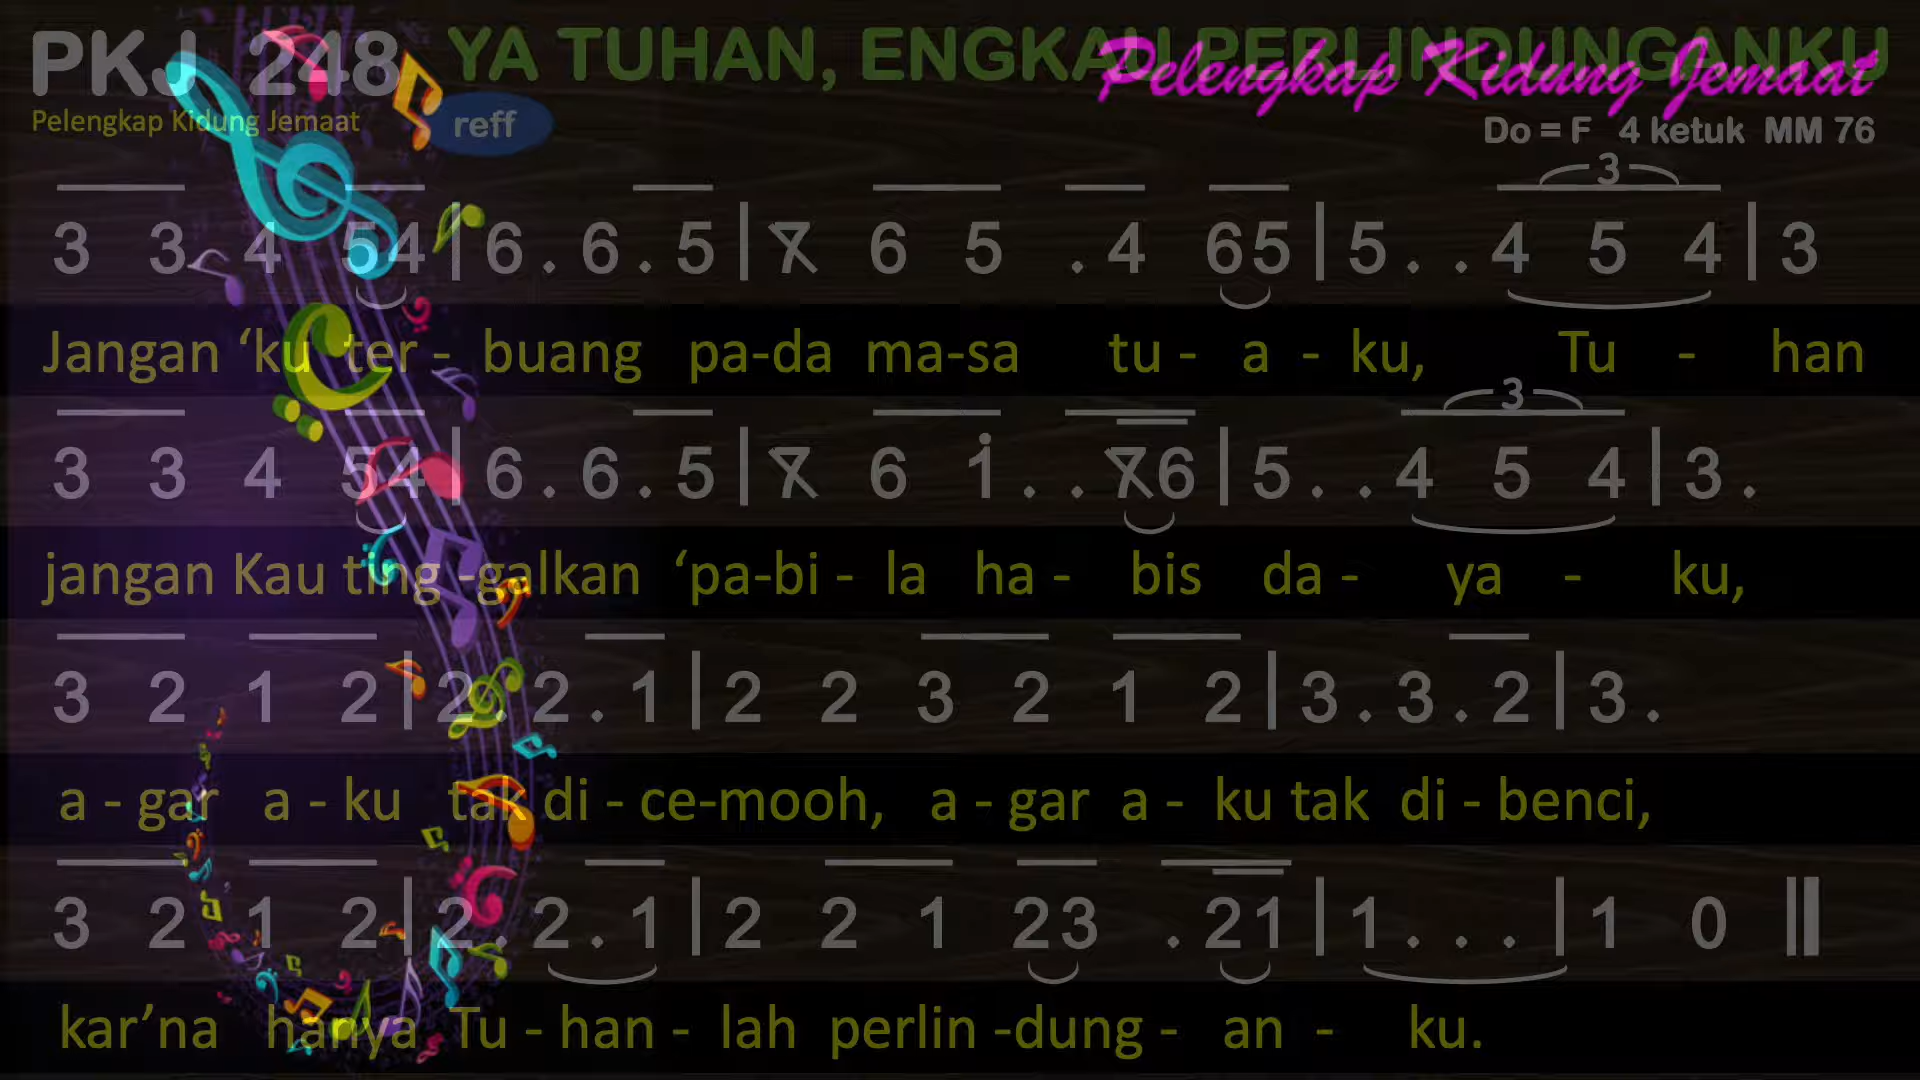 PKJ 248 YA TUHAN, ENGKAU PERLINDUNGANKU
Pelengkap Kidung Jemaat
Pelengkap Kidung Jemaat
reff
Do = F 4 ketuk MM 76
3
3 3 4 54 | 6 . 6 . 5 | 7 6 5 . 4 65 | 5 . . 4 5 4 | 3
Jangan ‘ku ter - buang pa-da ma-sa tu - a - ku, Tu - han
3
3 3 4 54 | 6 . 6 . 5 | 7 6 1 . . 76 | 5 . . 4 5 4 | 3 .
jangan Kau ting -galkan ‘pa-bi - la ha - bis da - ya - ku,
3 2 1 2 | 2 . 2 . 1 | 2 2 3 2 1 2 | 3 . 3 . 2 | 3 .
a - gar a - ku tak di - ce-mooh, a - gar a - ku tak di - benci,
3 2 1 2 | 2 . 2 . 1 | 2 2 1 23 . 21 | 1 . . . | 1 0
kar’na hanya Tu - han - lah perlin -dung - an - ku.